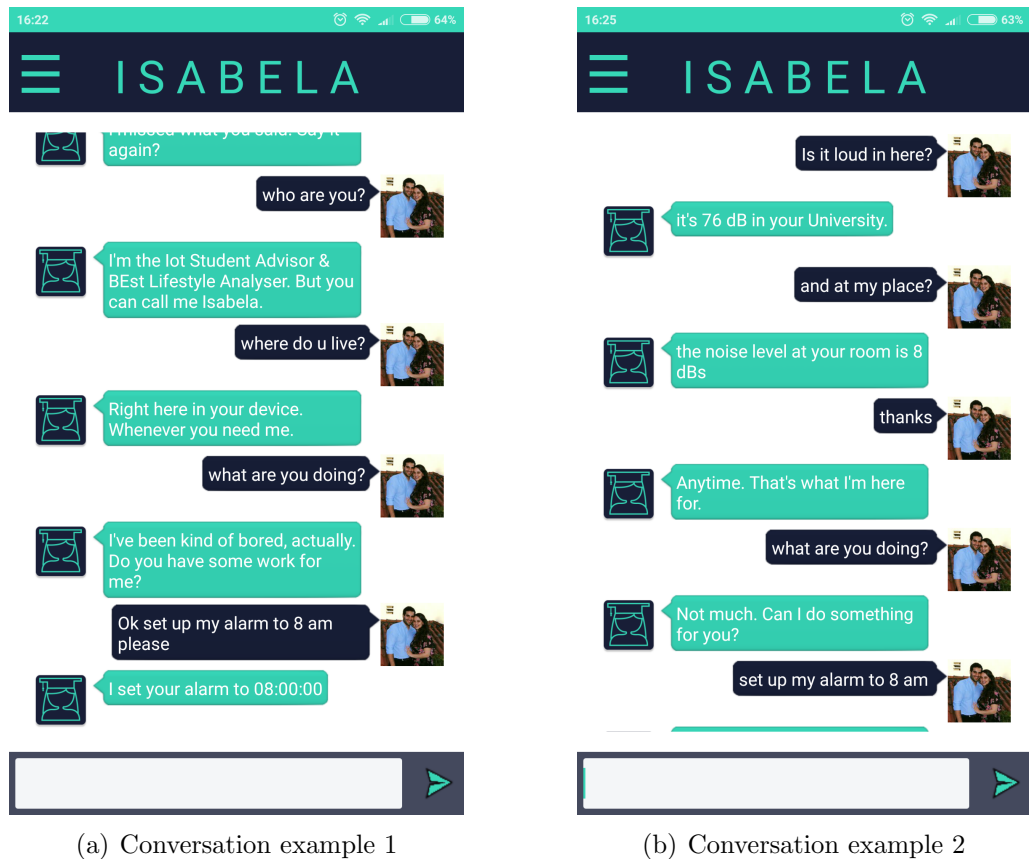 16:22
64%
ISABELA
I missed what you said. Say it
again?
who are you?
I'm the Iot Student Advisor &
BEst Lifestyle Analyser. But you
can call me Isabela.
where do u live?
Right here in your device.
Whenever you need me.
what are you doing?
I've been kind of bored, actually.
Do you have some work for
me?
Ok set up my alarm to 8 am
please
I set your alarm to 08:00:00
(a) Conversation example 1
16:25
63%
ISABELA
Is it loud in here?
it's 76 dB in your University.
and at my place?
the noise level at your room is 8
dBs
thanks
Anytime. That's what I'm here
for.
what are you doing?
Not much. Can I do something
for you?
set up my alarm to 8 am
(b) Conversation example 2